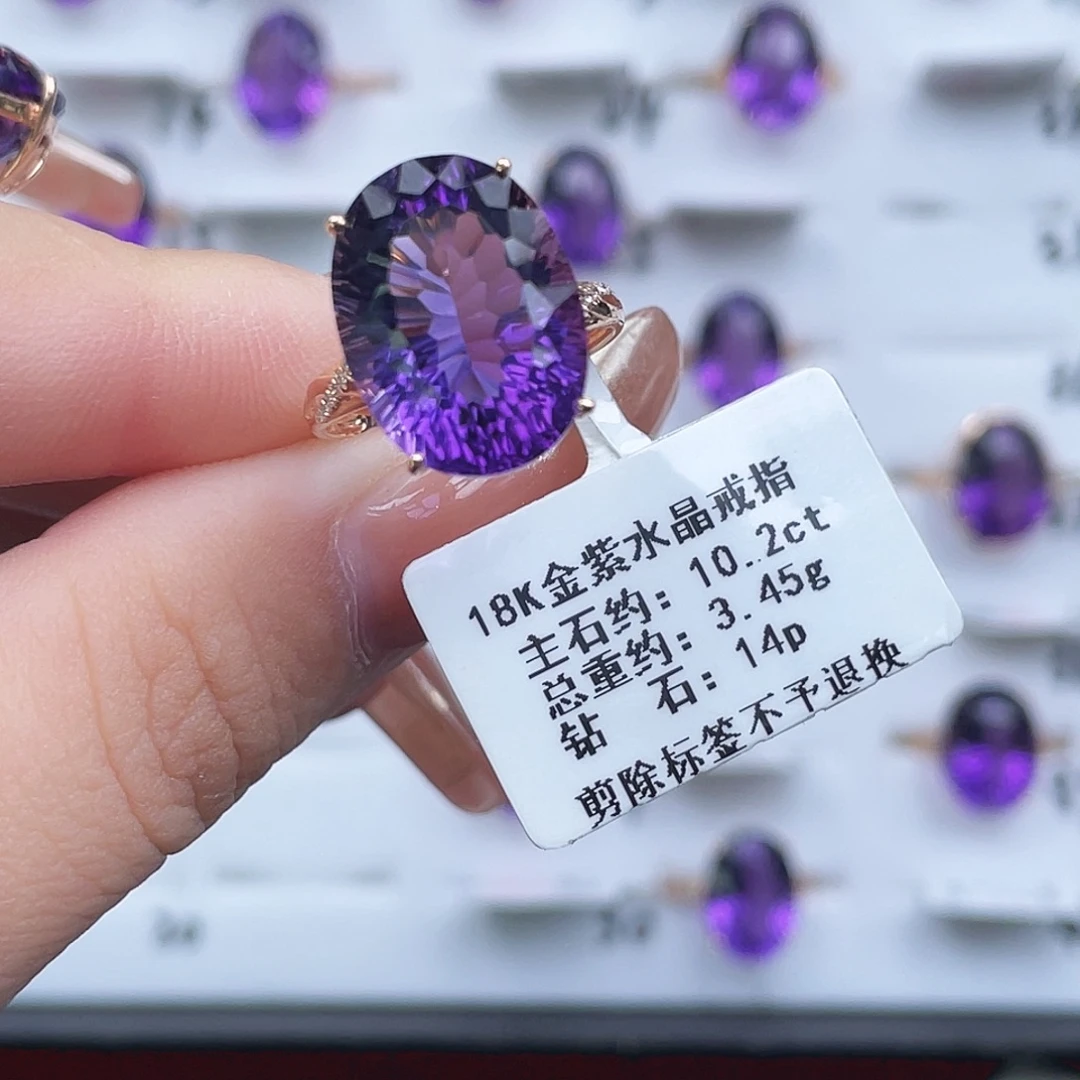 18K金紫水晶戒指
主石约: 10..2ct
总重约: 3.45g
钻 石: 14p
剪除标签不予退换